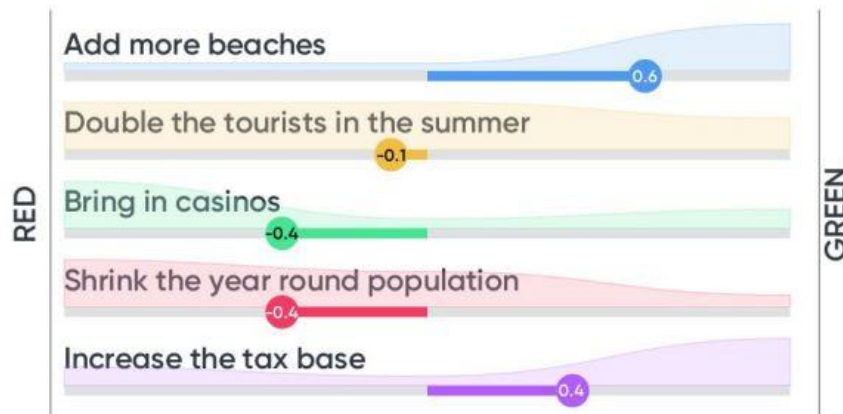 Add more beaches
0.6
Double the tourists in the summer
-0.1
RED
Bring in casinos
-0.4
GREEN
Shrink the year round population
-0.4
Increase the tax base
0.4